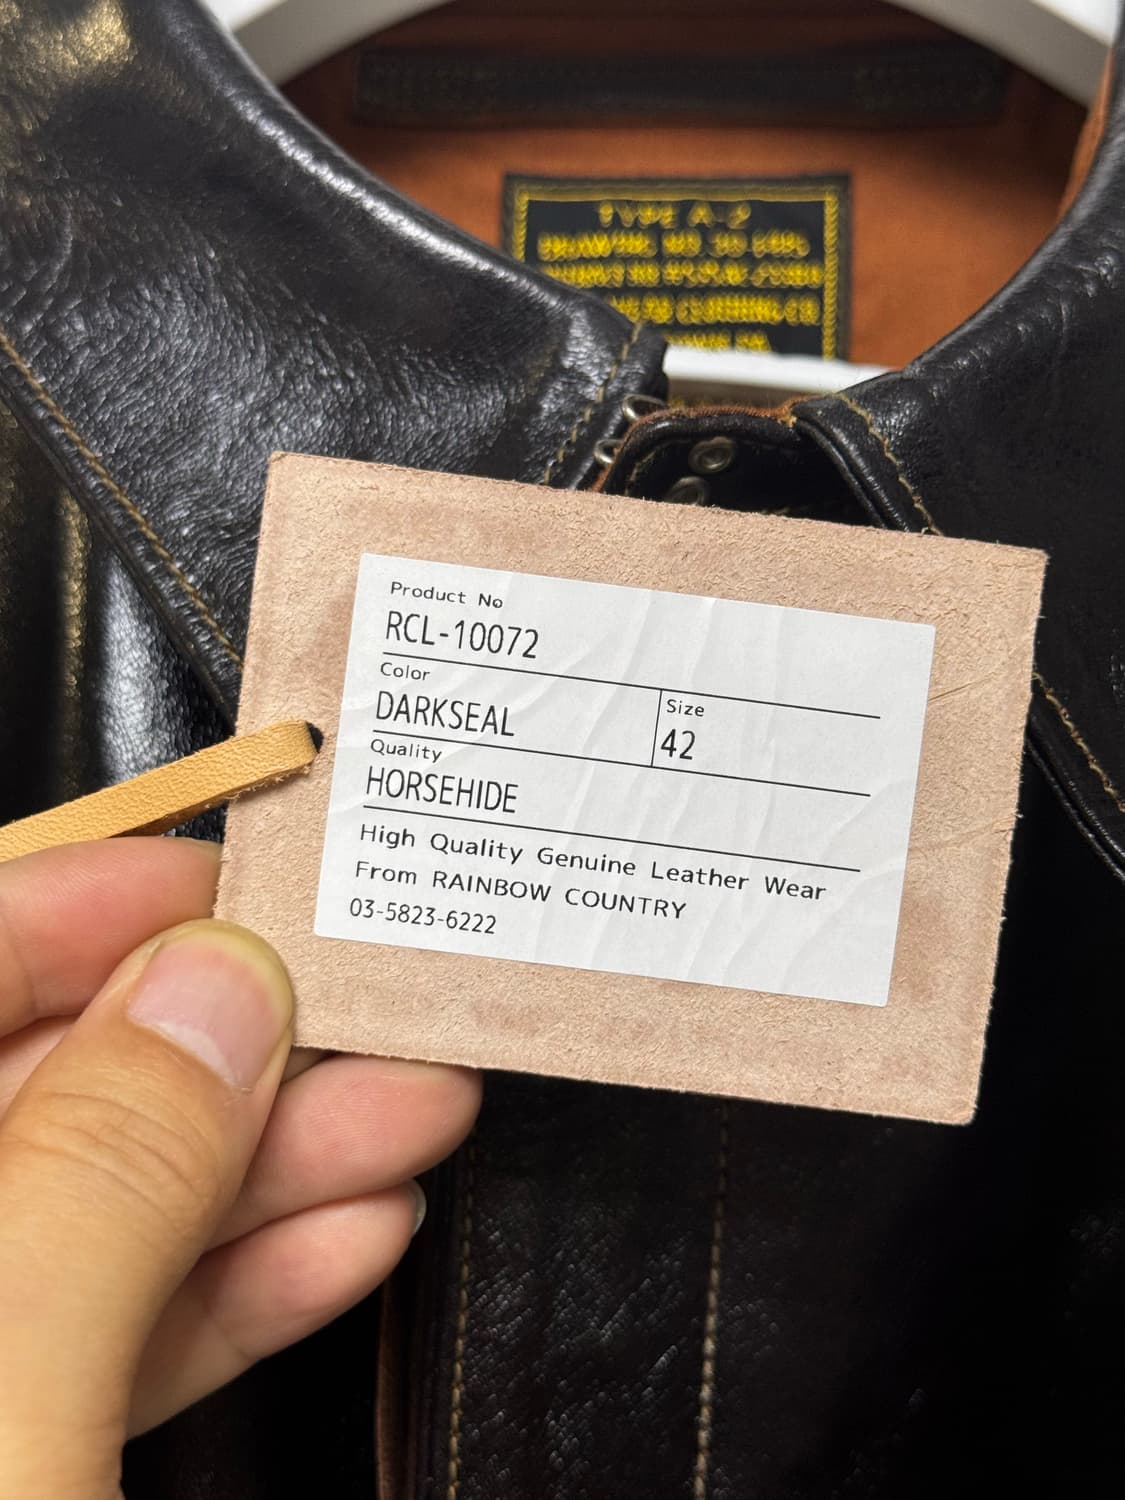 TYPE A-2
Product No
RCL-10072
Color
DARKSEAL
Size
42
Quality
HORSEHIDE
High Quality Genuine Leather Wear
From RAINBOW COUNTRY
03-5823-6222